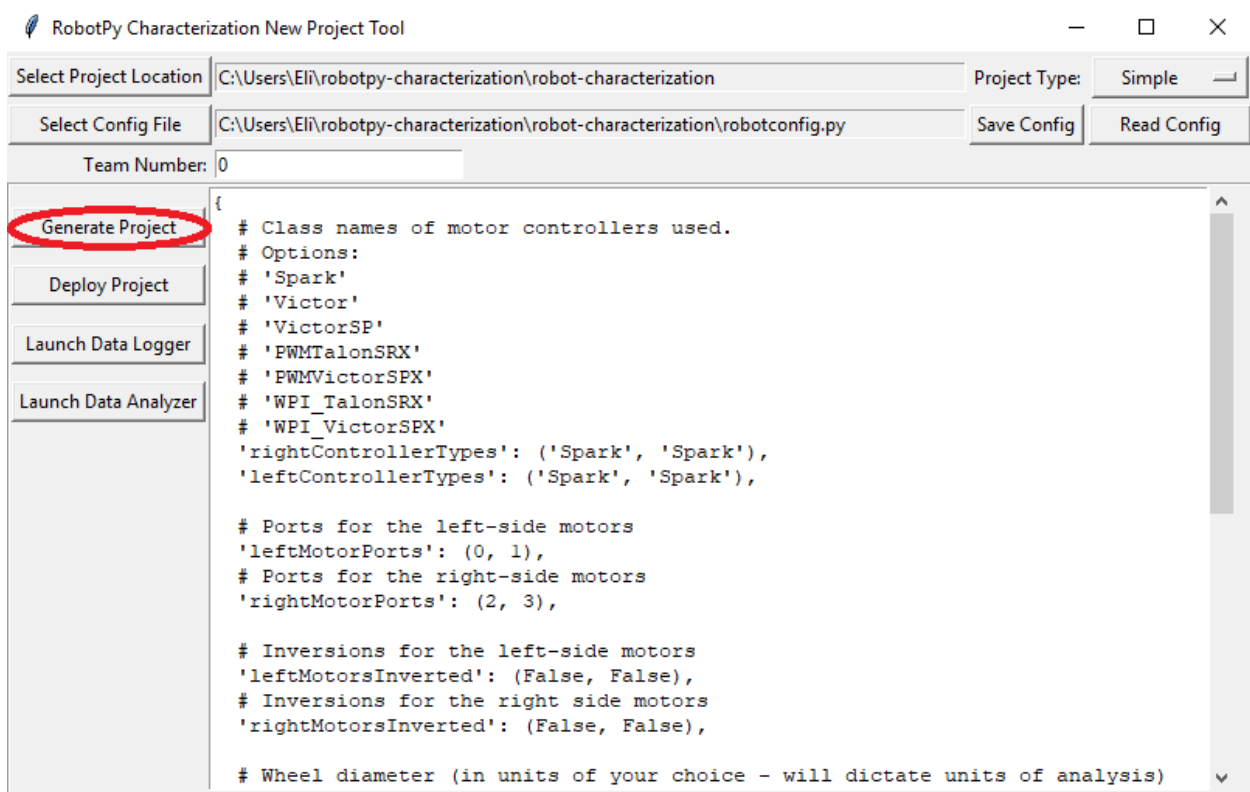 RobotPy Characterization New Project Tool
Select Project Location C:\Users\Eli\robotpy-characterization\robot-characterization Project Type: Simple
Select Config File C:\Users\Eli\robotpy-characterization\robot-characterization\robotconfig.py Save Config Read Config
Team Number: 0
Generate Project
Deploy Project
Launch Data Logger
Launch Data Analyzer
{
# Class names of motor controllers used.
# Options:
# 'Spark'
# 'Victor'
# 'VictorSP'
# 'PWMTalonSRX'
# 'PWMVictorSPX'
# 'WPI_TalonSRX'
# 'WPI_VictorSPX'
'rightControllerTypes': ('Spark', 'Spark'),
'leftControllerTypes': ('Spark', 'Spark'),
# Ports for the left-side motors
'leftMotorPorts': (0, 1),
# Ports for the right-side motors
'rightMotorPorts': (2, 3),
# Inversions for the left-side motors
'leftMotorsInverted': (False, False),
# Inversions for the right side motors
'rightMotorsInverted': (False, False),
# Wheel diameter (in units of your choice - will dictate units of analysis)